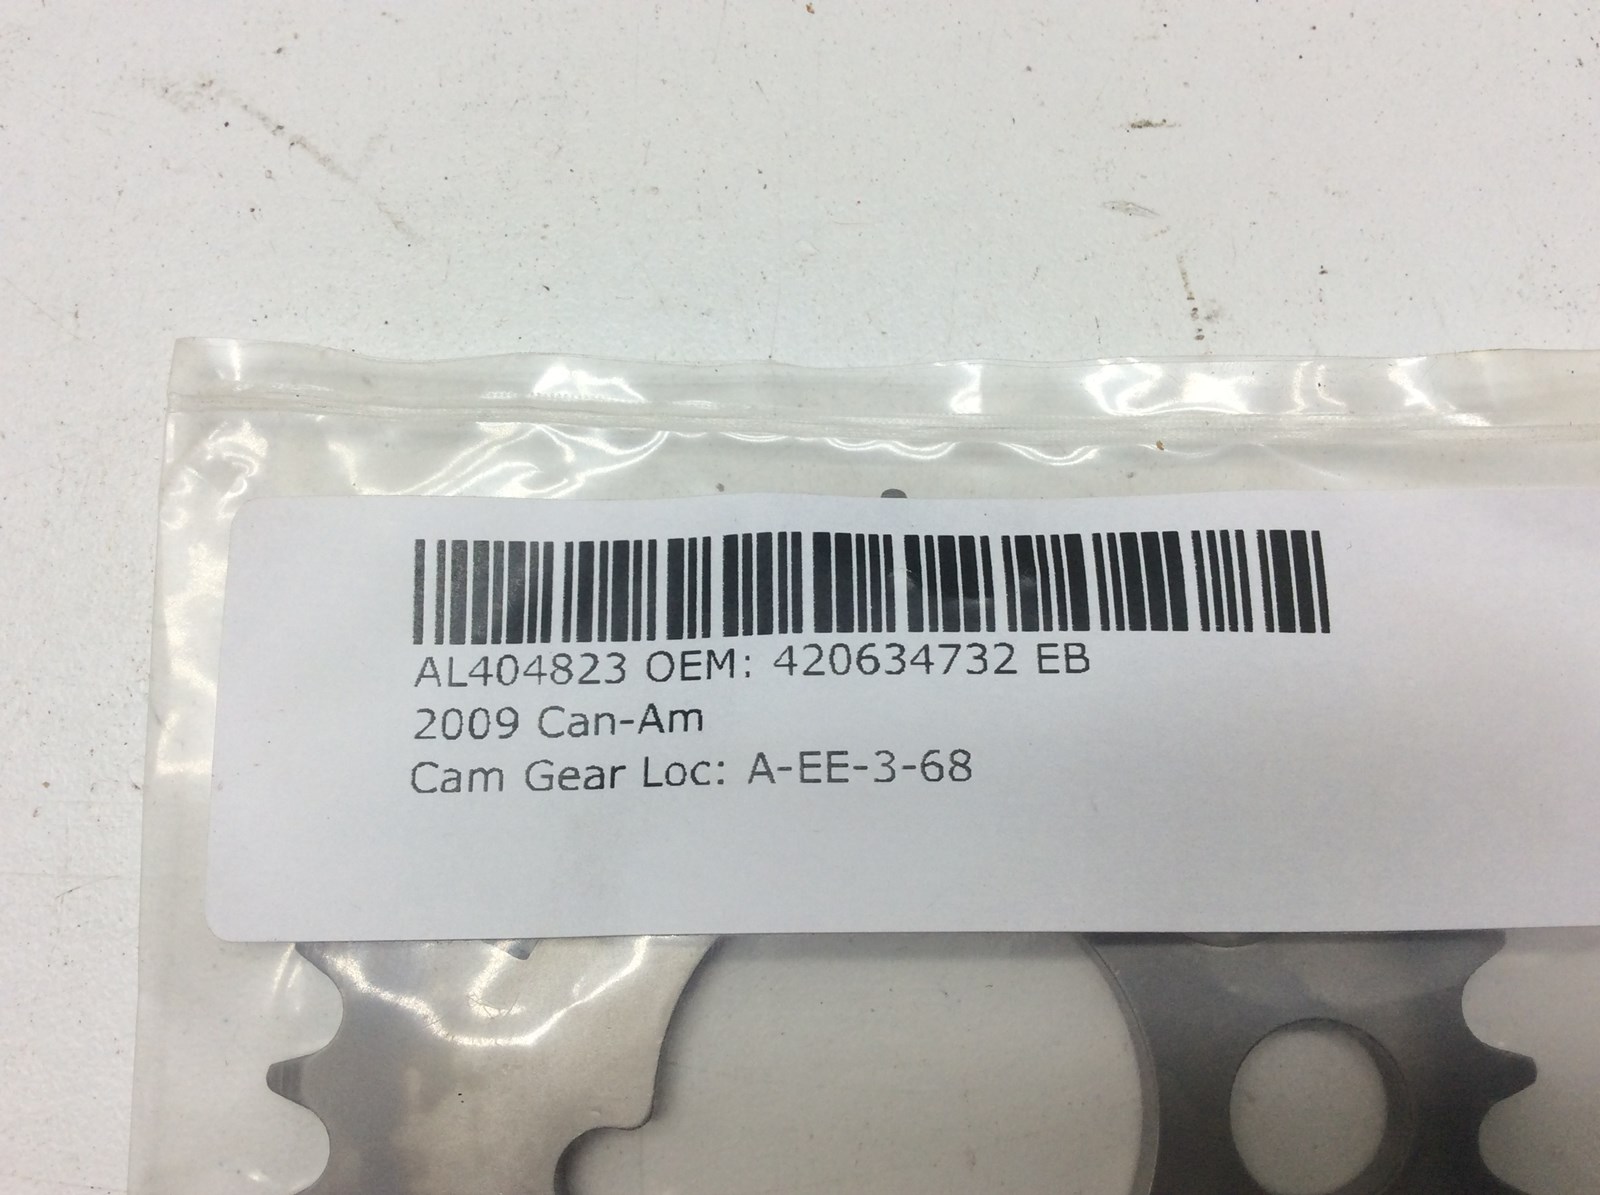 AL404823 OEM: 420634732 EB
2009 Can-Am
Cam Gear Loc: A-EE-3-68